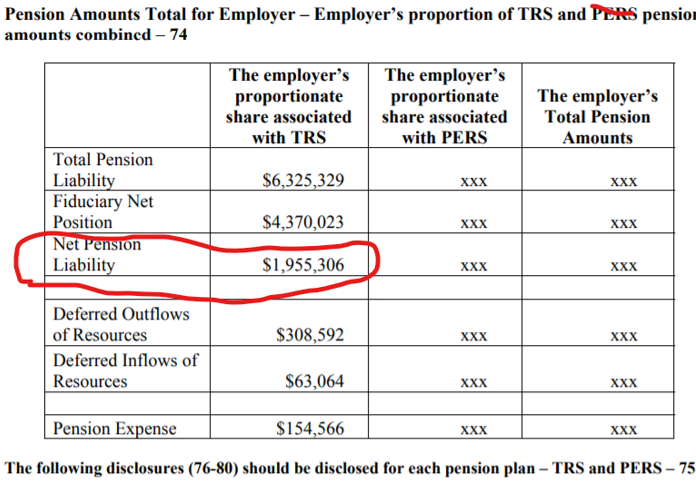 Pension Amounts Total for Employer – Employer's proportion of TRS and PERS pension
amounts combined – 74
The employer's
proportionate
share associated
with TRS
The employer's
proportionate
share associated
with PERS
The employer's
Total Pension
Amounts
Total Pension
Liability $6,325,329 xxx xxx
Fiduciary Net
Position $4,370,023 xxx xxx
Net Pension
Liability $1,955,306 xxx xxx
Deferred Outflows
of Resources $308,592 xxx xxx
Deferred Inflows of
Resources $63,064 xxx xxx
Pension Expense $154,566 xxx xxx
The following disclosures (76-80) should be disclosed for each pension plan – TRS and PERS – 75